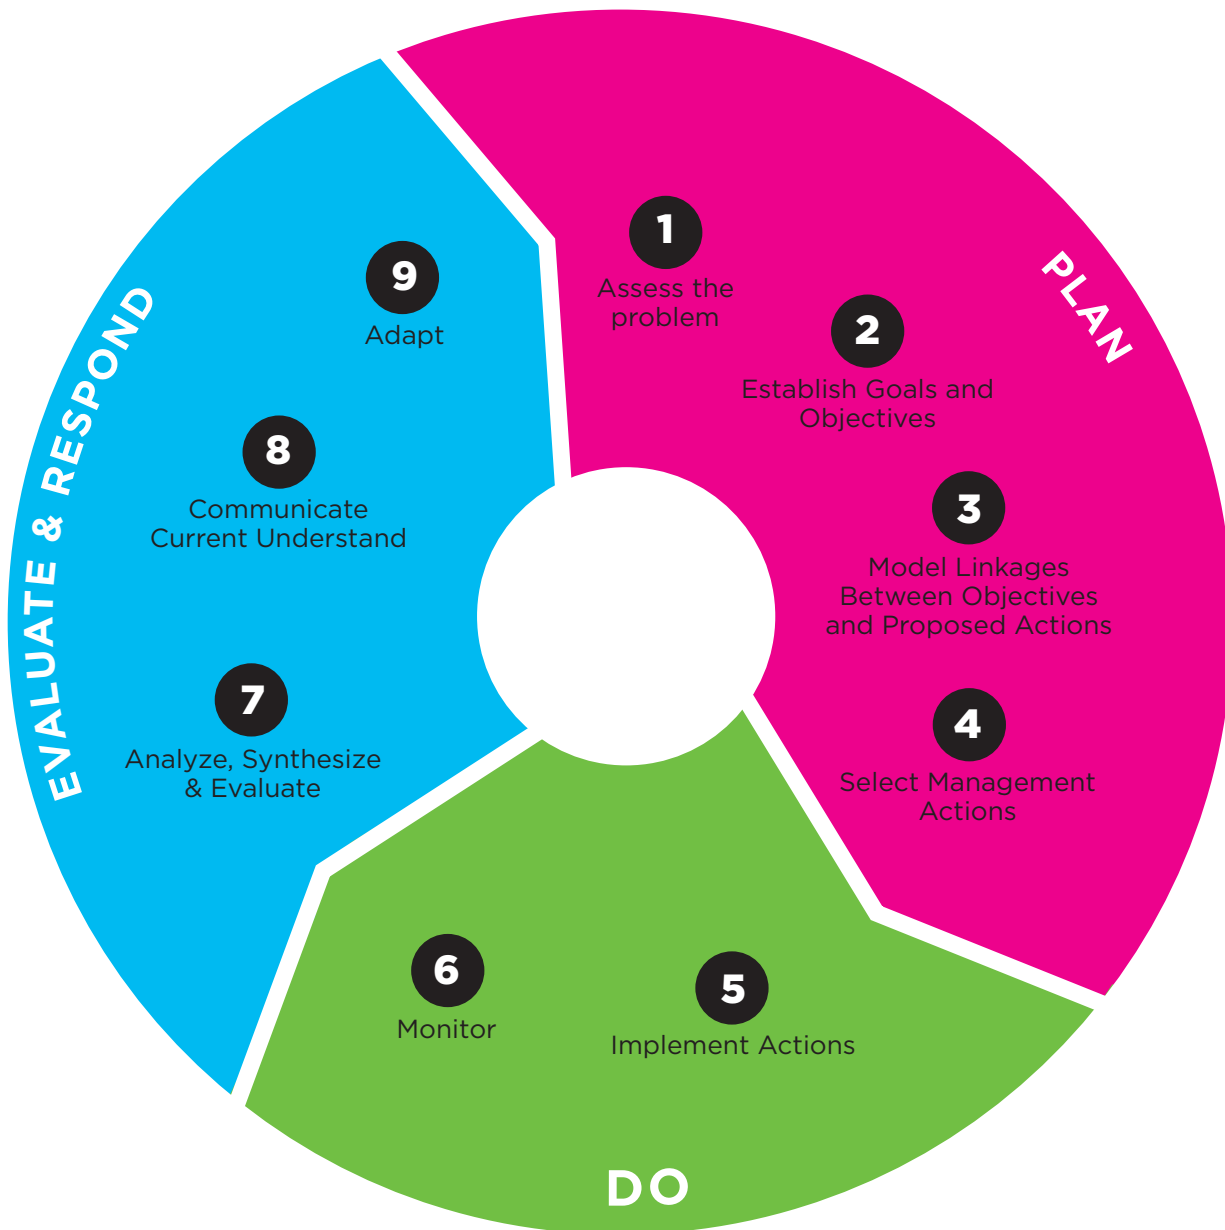 PLAN
1
Assess the
problem
2
Establish Goals and
Objectives
3
Model Linkages
Between Objectives
and Proposed Actions
4
Select Management
Actions
DO
5
Implement Actions
6
Monitor
EVALUATE & RESPOND
7
Analyze, Synthesize
& Evaluate
8
Communicate
Current Understand
9
Adapt